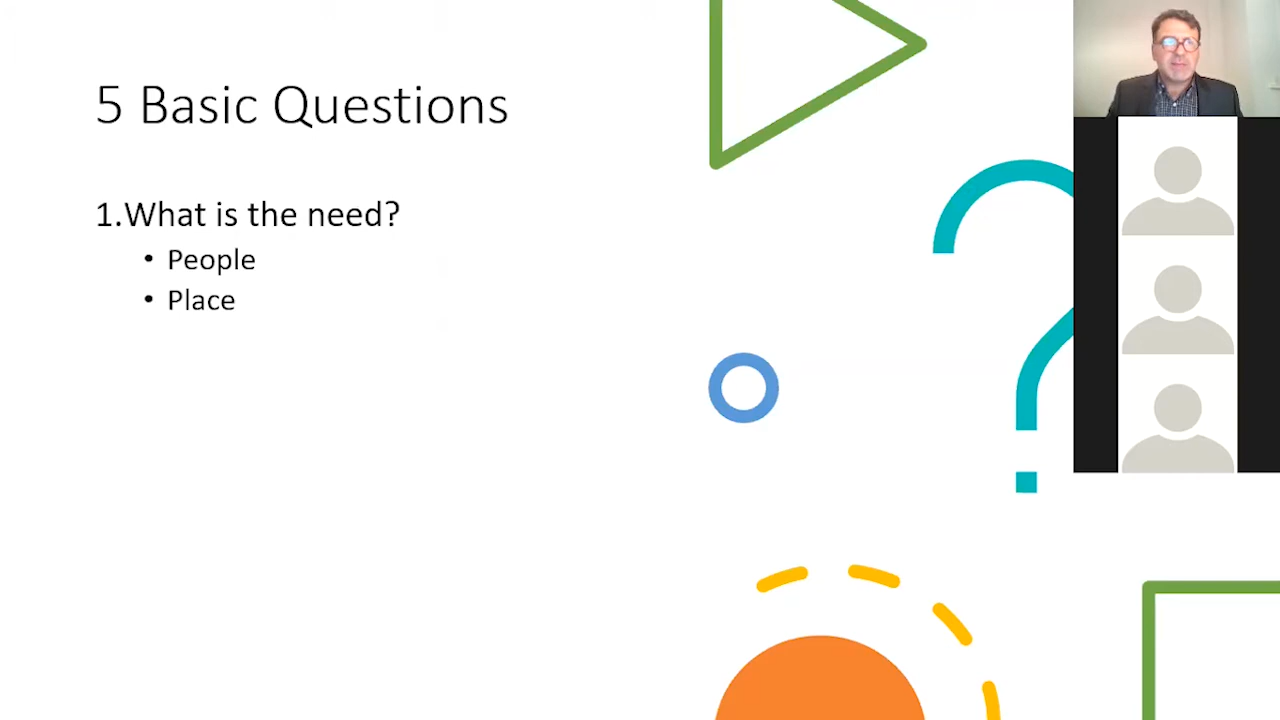 5 Basic Questions
1.What is the need?
• People
• Place